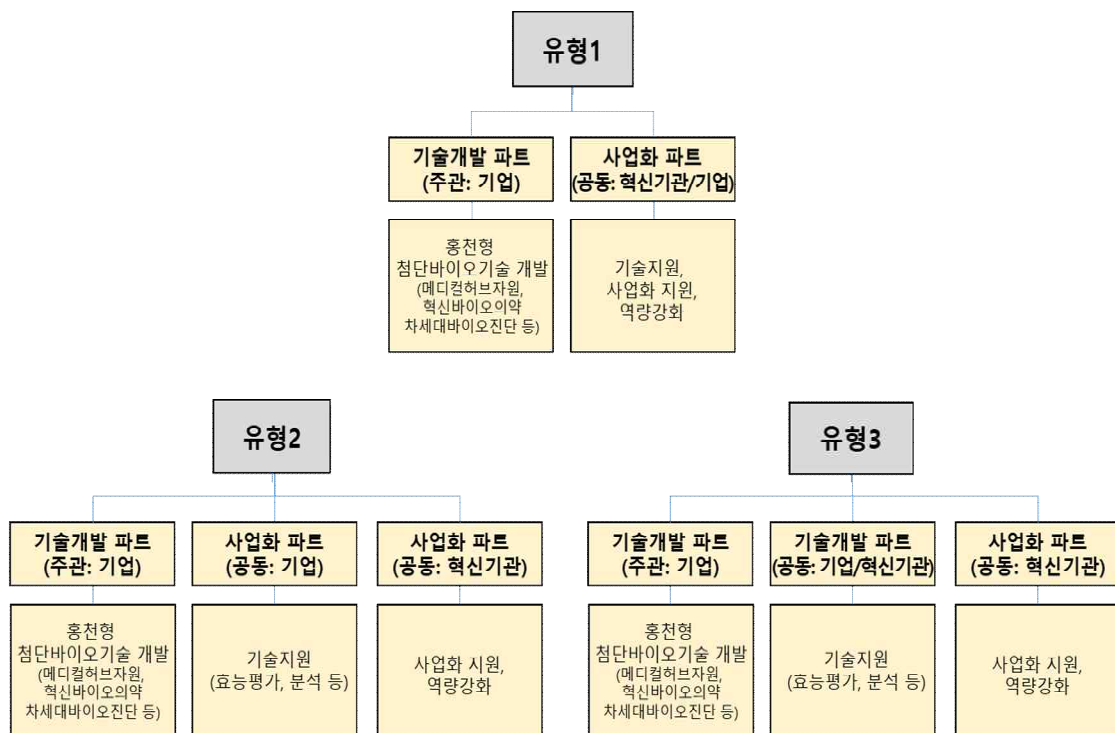 유형1
기술개발 파트
(주관: 기업)
사업화 파트
(공동: 혁신기관/기업)
홍천형
첨단바이오기술 개발
(메디컬허브자원,
혁신바이오의약
차세대바이오진단 등)
기술지원,
사업화 지원,
역량강회
유형2
기술개발 파트
(주관: 기업)
사업화 파트
(공동: 기업)
사업화 파트
(공동: 혁신기관)
홍천형
첨단바이오기술 개발
(메디컬허브자원,
혁신바이오의약
차세대바이오진단 등)
기술지원
(효능평가, 분석 등)
사업화 지원,
역량강화
유형3
기술개발 파트
(주관: 기업)
기술개발 파트
(공동: 기업/혁신기관)
사업화 파트
(공동: 혁신기관)
홍천형
첨단바이오기술 개발
(메디컬허브자원,
혁신바이오의약
차세대바이오진단 등)
기술지원
(효능평가, 분석 등)
사업화 지원,
역량강화